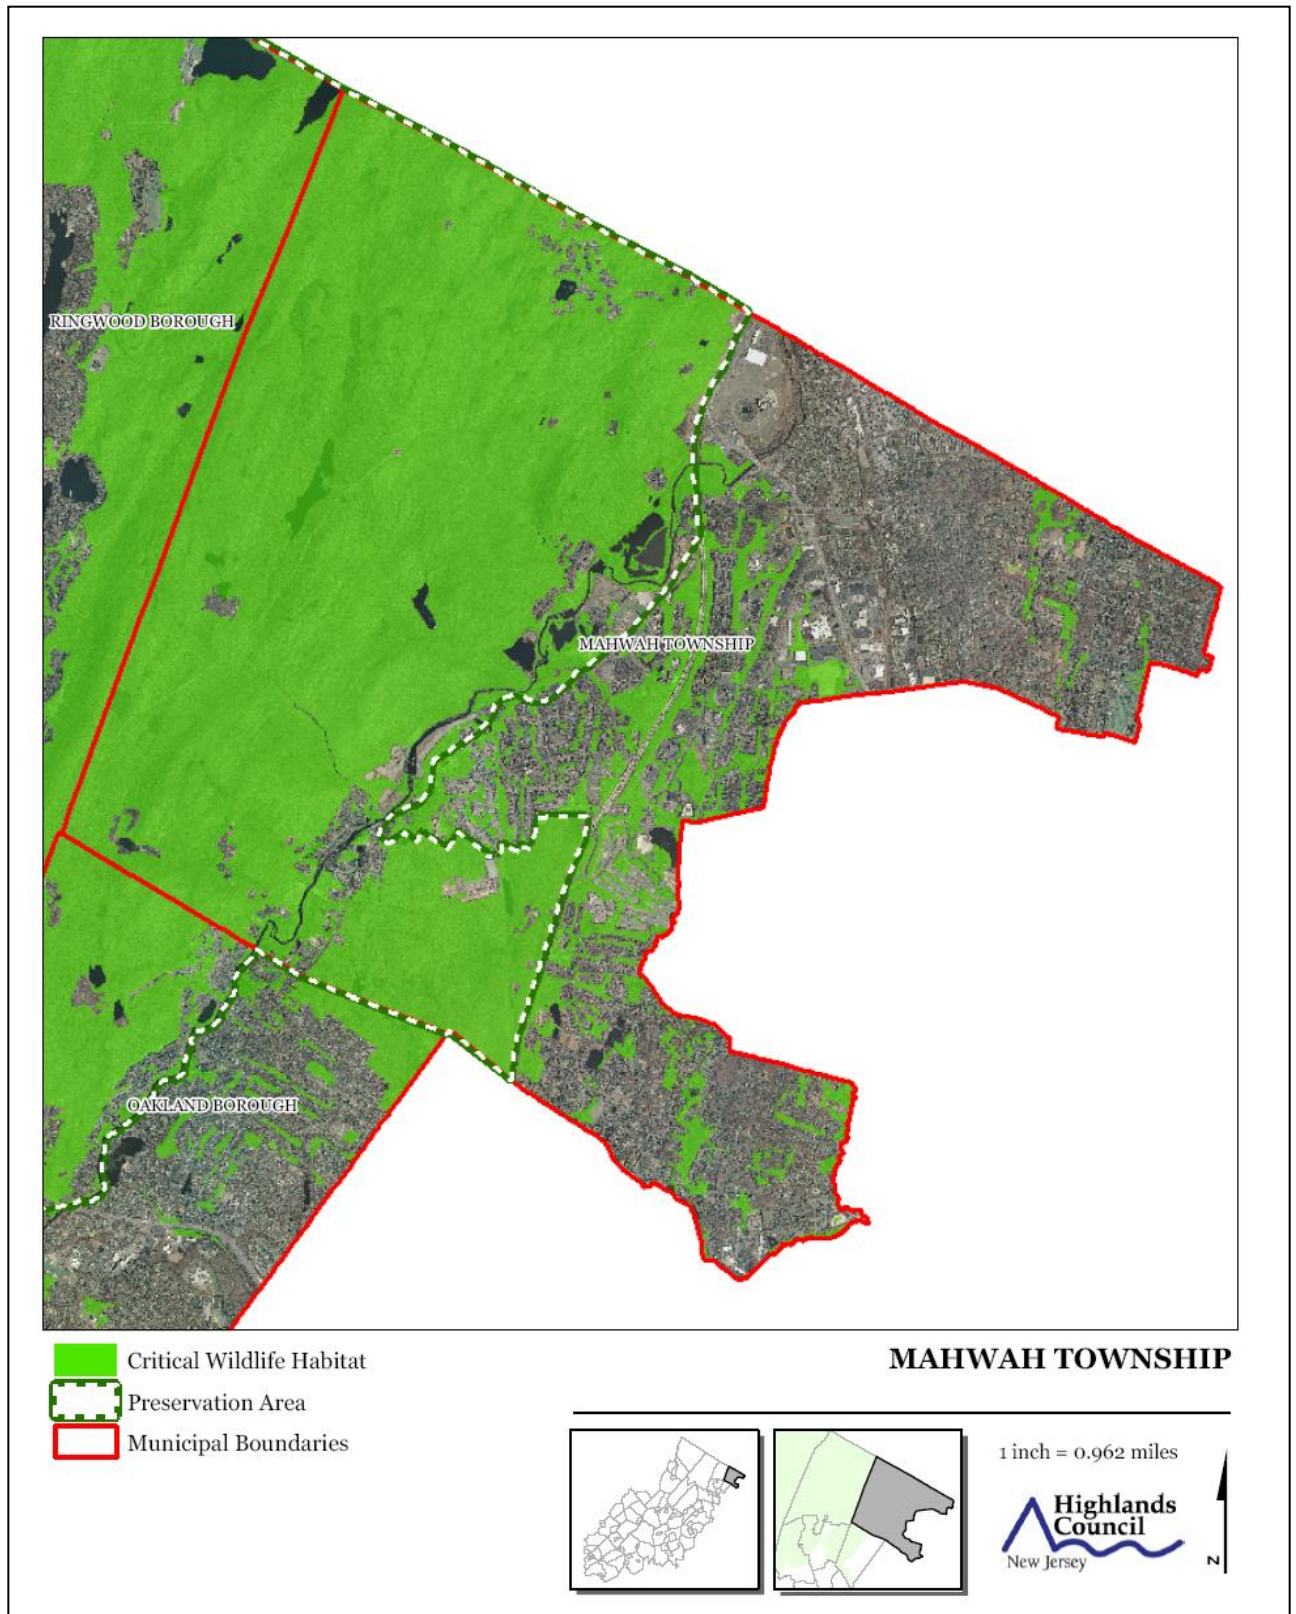 RINGWOOD BOROUGH
MAHWAH TOWNSHIP
OAKLAND BOROUGH
Critical Wildlife Habitat
Preservation Area
Municipal Boundaries
MAHWAH TOWNSHIP
1 inch = 0.962 miles
Highlands
Council
New Jersey
N